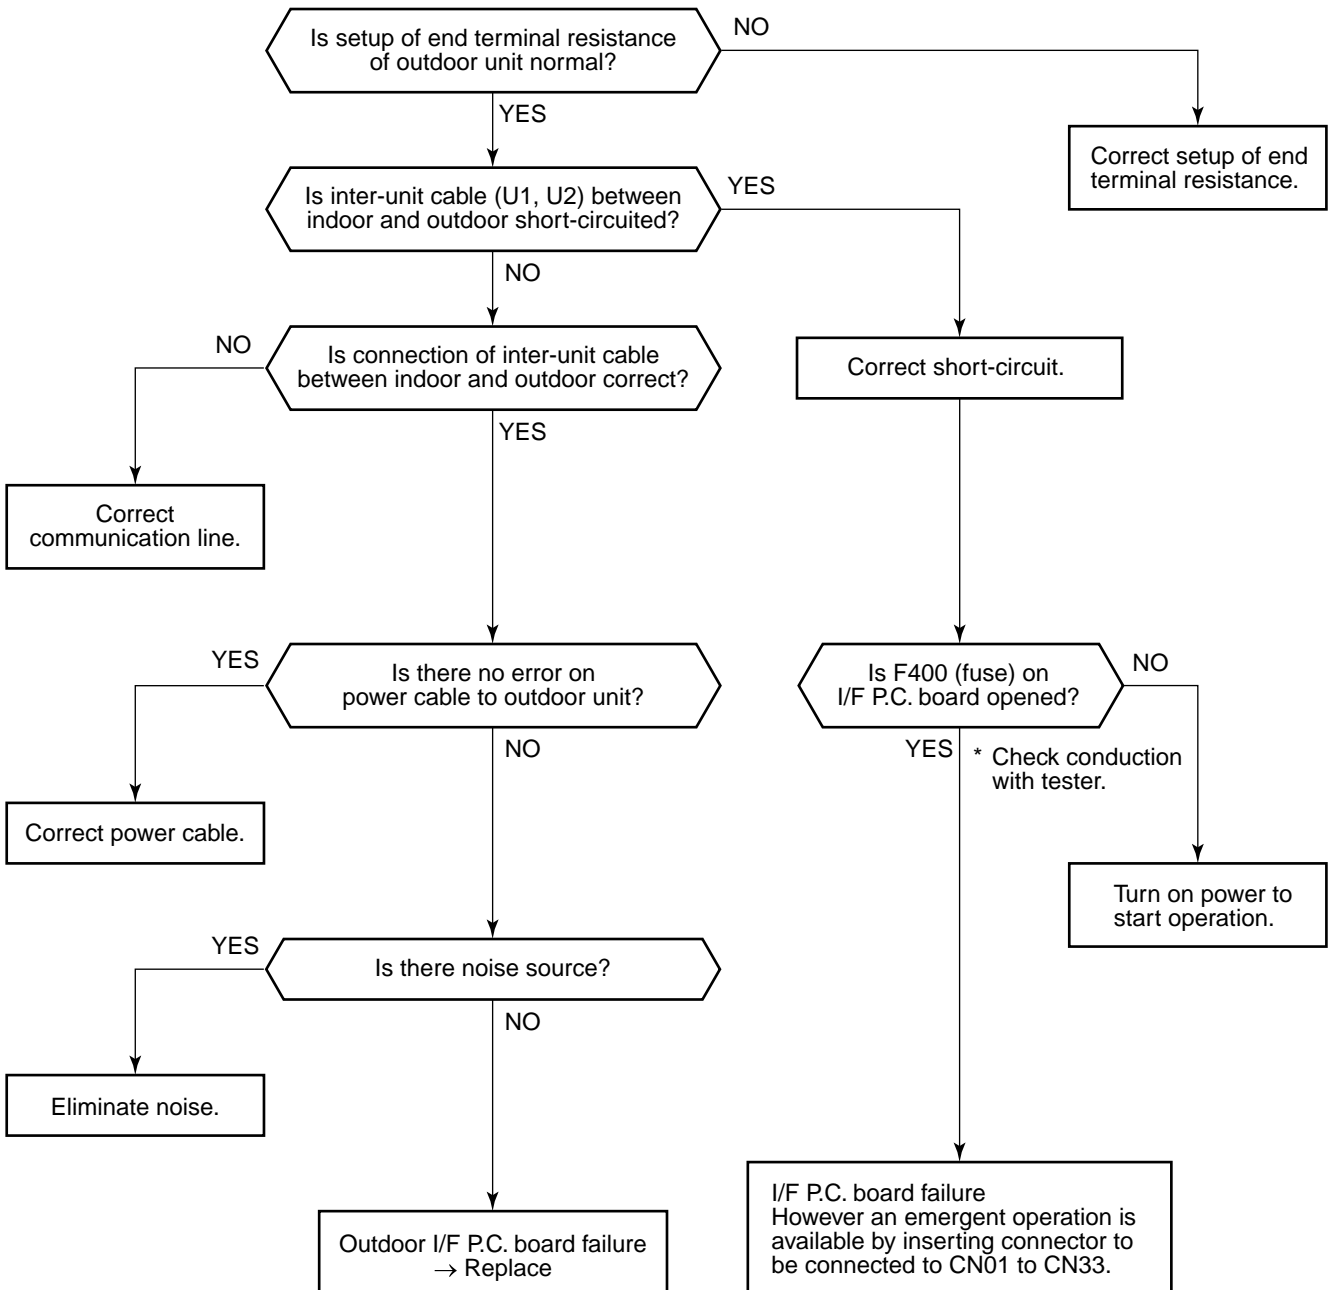 Is setup of end terminal resistance
of outdoor unit normal?
NO
YES
Correct setup of end
terminal resistance.
Is inter-unit cable (U1, U2) between
indoor and outdoor short-circuited?
YES
NO
NO
Is connection of inter-unit cable
between indoor and outdoor correct?
Correct short-circuit.
YES
Correct
communication line.
YES
Is there no error on
power cable to outdoor unit?
Is F400 (fuse) on
I/F P.C. board opened?
NO
NO
YES
* Check conduction
with tester.
Correct power cable.
Turn on power to
start operation.
YES
Is there noise source?
NO
Eliminate noise.
Outdoor I/F P.C. board failure
→ Replace
I/F P.C. board failure
However an emergent operation is
available by inserting connector to
be connected to CN01 to CN33.